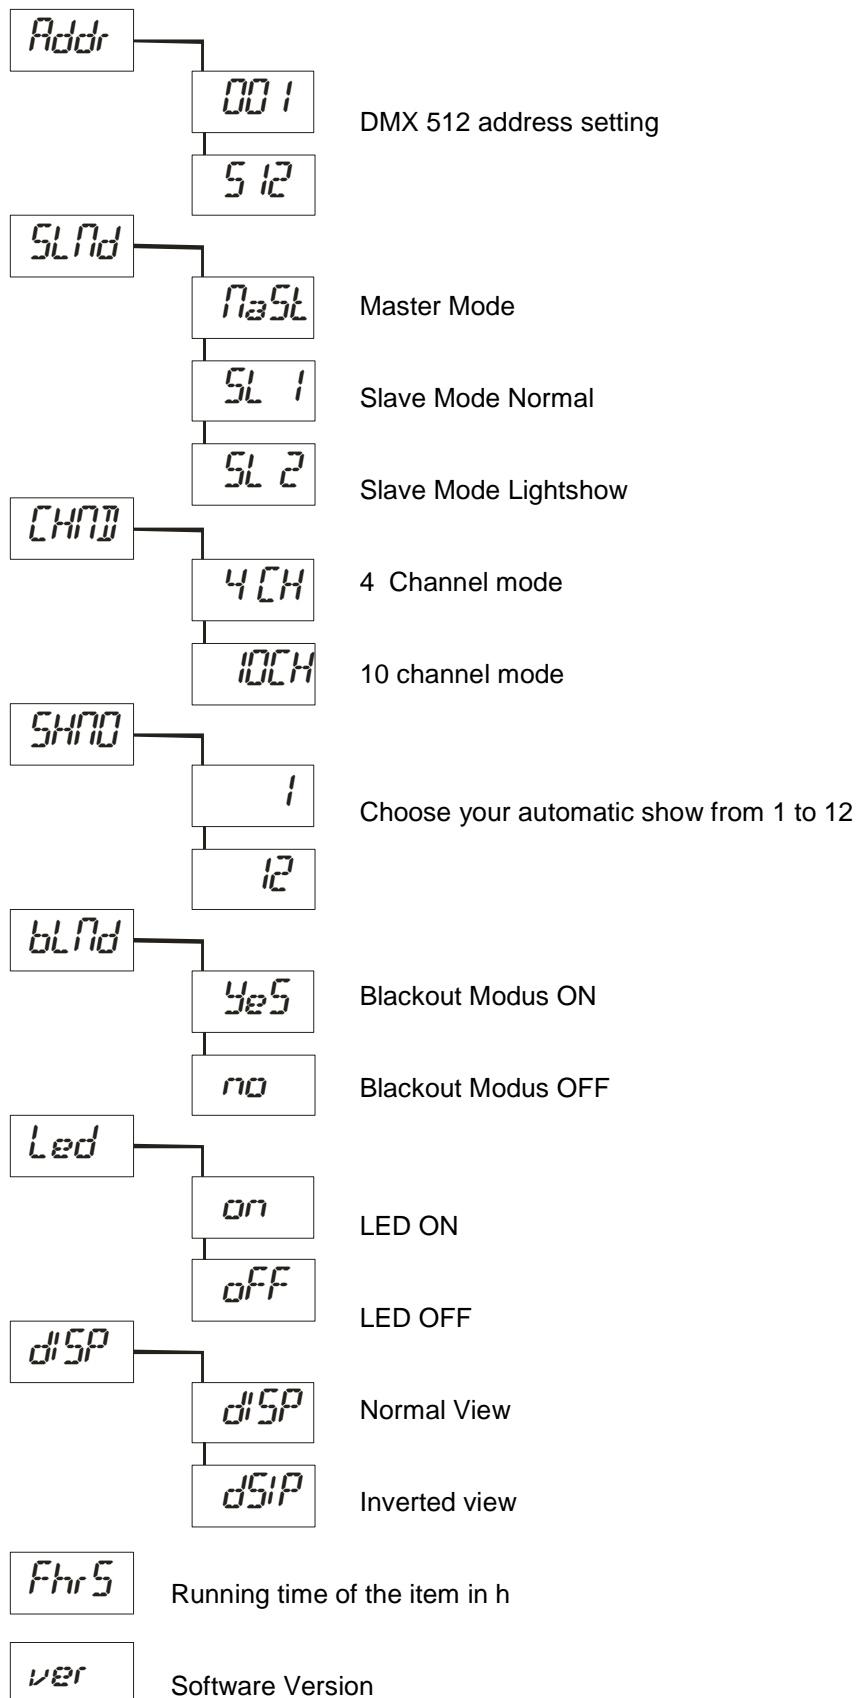 Addr
001
DMX 512 address setting
512
SLMd
MaSt
Master Mode
SL 1
Slave Mode Normal
SL 2
Slave Mode Lightshow
CHMD
4 CH
4  Channel mode
10CH
10 channel mode
SHMO
1
Choose your automatic show from 1 to 12
12
bLMd
YeS
Blackout Modus ON
no
Blackout Modus OFF
Led
on
LED ON
oFF
LED OFF
diSP
diSP
Normal View
dSiP
Inverted view
FhrS
Running time of the item in h
ver
Software Version